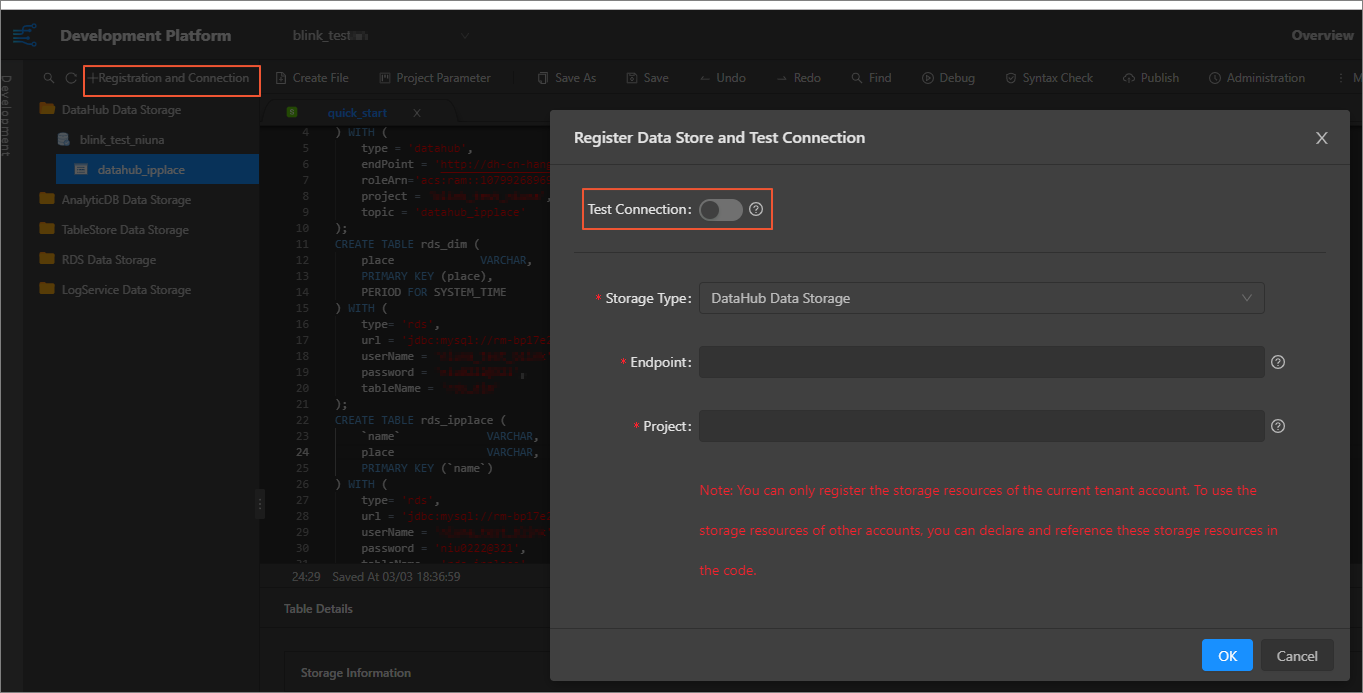 Development Platform
blink_test
Overview
Development
+Registration and Connection
Create File
Project Parameter
Save As
Save
Undo
Redo
Find
Debug
Syntax Check
Publish
Administration
M
DataHub Data Storage
blink_test_niuna
datahub_ipplace
AnalyticDB Data Storage
TableStore Data Storage
RDS Data Storage
LogService Data Storage
S quick_start X
4 ) WITH (
5 type = 'datahub',
6 endPoint =
7 roleArn=
8 project =
9 topic = 'datahub_ipplace'
10 );
11 CREATE TABLE rds_dim (
12 place VARCHAR,
13 PRIMARY KEY (place),
14 PERIOD FOR SYSTEM_TIME
15 ) WITH (
16 type= "rds",
17 url =
18 userName =
19 password =
20 tableName =
21 );
22 CREATE TABLE rds_ipplace (
23 `name` VARCHAR,
24 place VARCHAR,
25 PRIMARY KEY (`name`)
26 ) WITH (
27 type= "rds",
28 url =
29 userName =
30 password =
31
24:29 Saved At 03/03 18:36:59
Table Details
Storage Information
Register Data Store and Test Connection X
Test Connection: ?
* Storage Type: DataHub Data Storage
* Endpoint: ?
* Project: ?
Note: You can only register the storage resources of the current tenant account. To use the
storage resources of other accounts, you can declare and reference these storage resources in
the code.
OK
Cancel